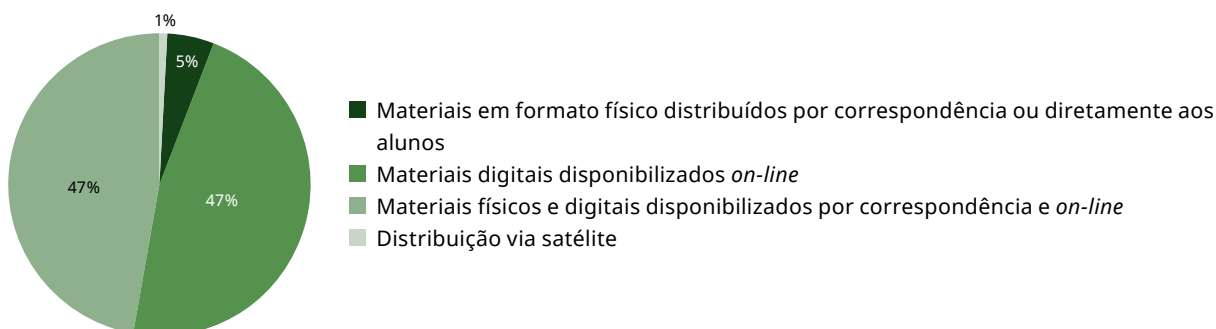 1%
5%
47%
47%
Materiais em formato físico distribuídos por correspondência ou diretamente aos
alunos
Materiais digitais disponibilizados on-line
Materiais físicos e digitais disponibilizados por correspondência e on-line
Distribuição via satélite